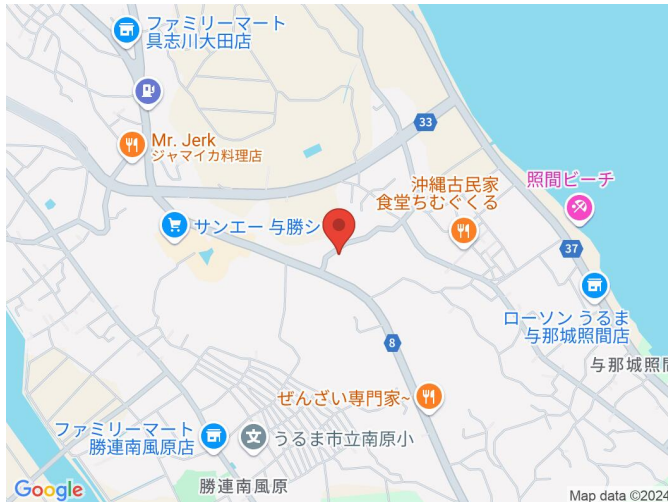 ファミリーマート
具志川大田店
Mr. Jerk
ジャマイカ料理店
33
沖縄古民家
食堂ちむぐくる
照間ビーチ
サンエー 与勝シ
37
ローソン うるま
与那城照間店
8
与那城照間
ぜんざい専門家~
ファミリーマート
勝連南風原店
うるま市立南原小
勝連南風原
Google
Map data ©2024